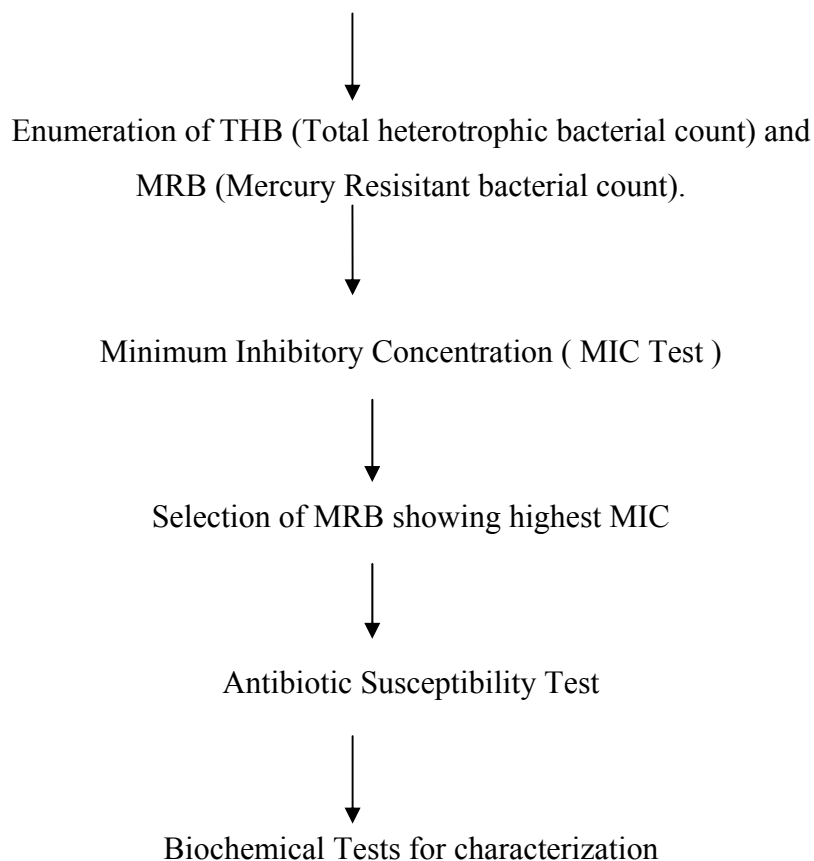 Enumeration of THB (Total heterotrophic bacterial count) and
MRB (Mercury Resisitant bacterial count).
Minimum Inhibitory Concentration ( MIC Test )
Selection of MRB showing highest MIC
Antibiotic Susceptibility Test
Biochemical Tests for characterization